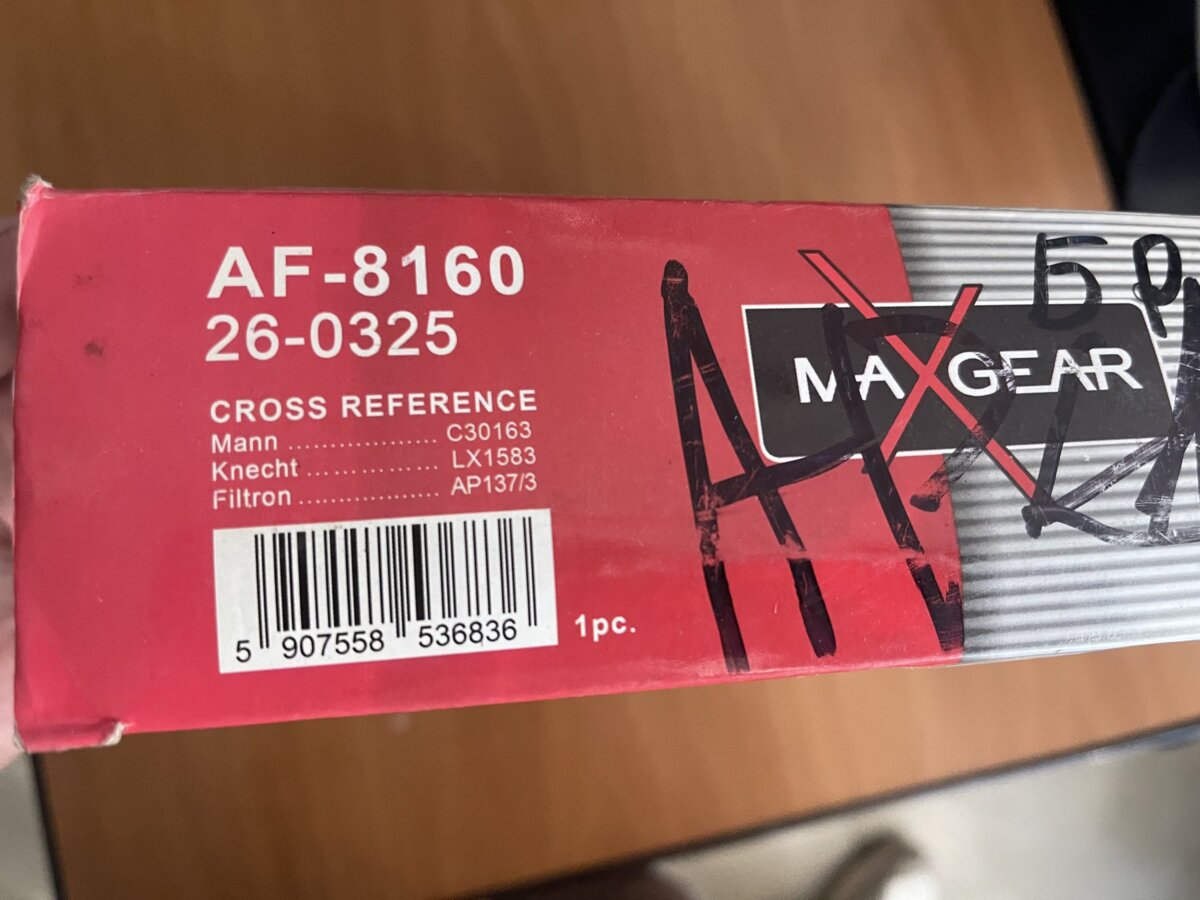 AF-8160
26-0325
CROSS REFERENCE
Mann .................. C30163
Knecht ................ LX1583
Filtron .................. AP137/3
5 907558 536836
1pc.
MAXGEAR